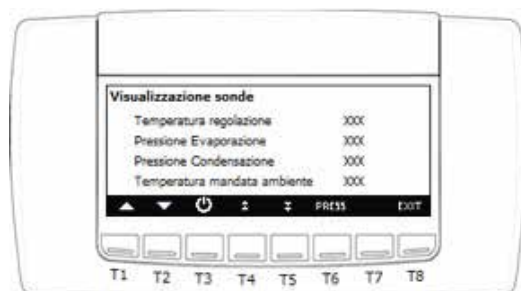 Visualizzazione sonde
Temperatura regolazione XXX
Pressione Evaporazione XXX
Pressione Condensazione XXX
Temperatura mandata ambiente XXX
PRESS EXIT
T1 T2 T3 T4 T5 T6 T7 T8